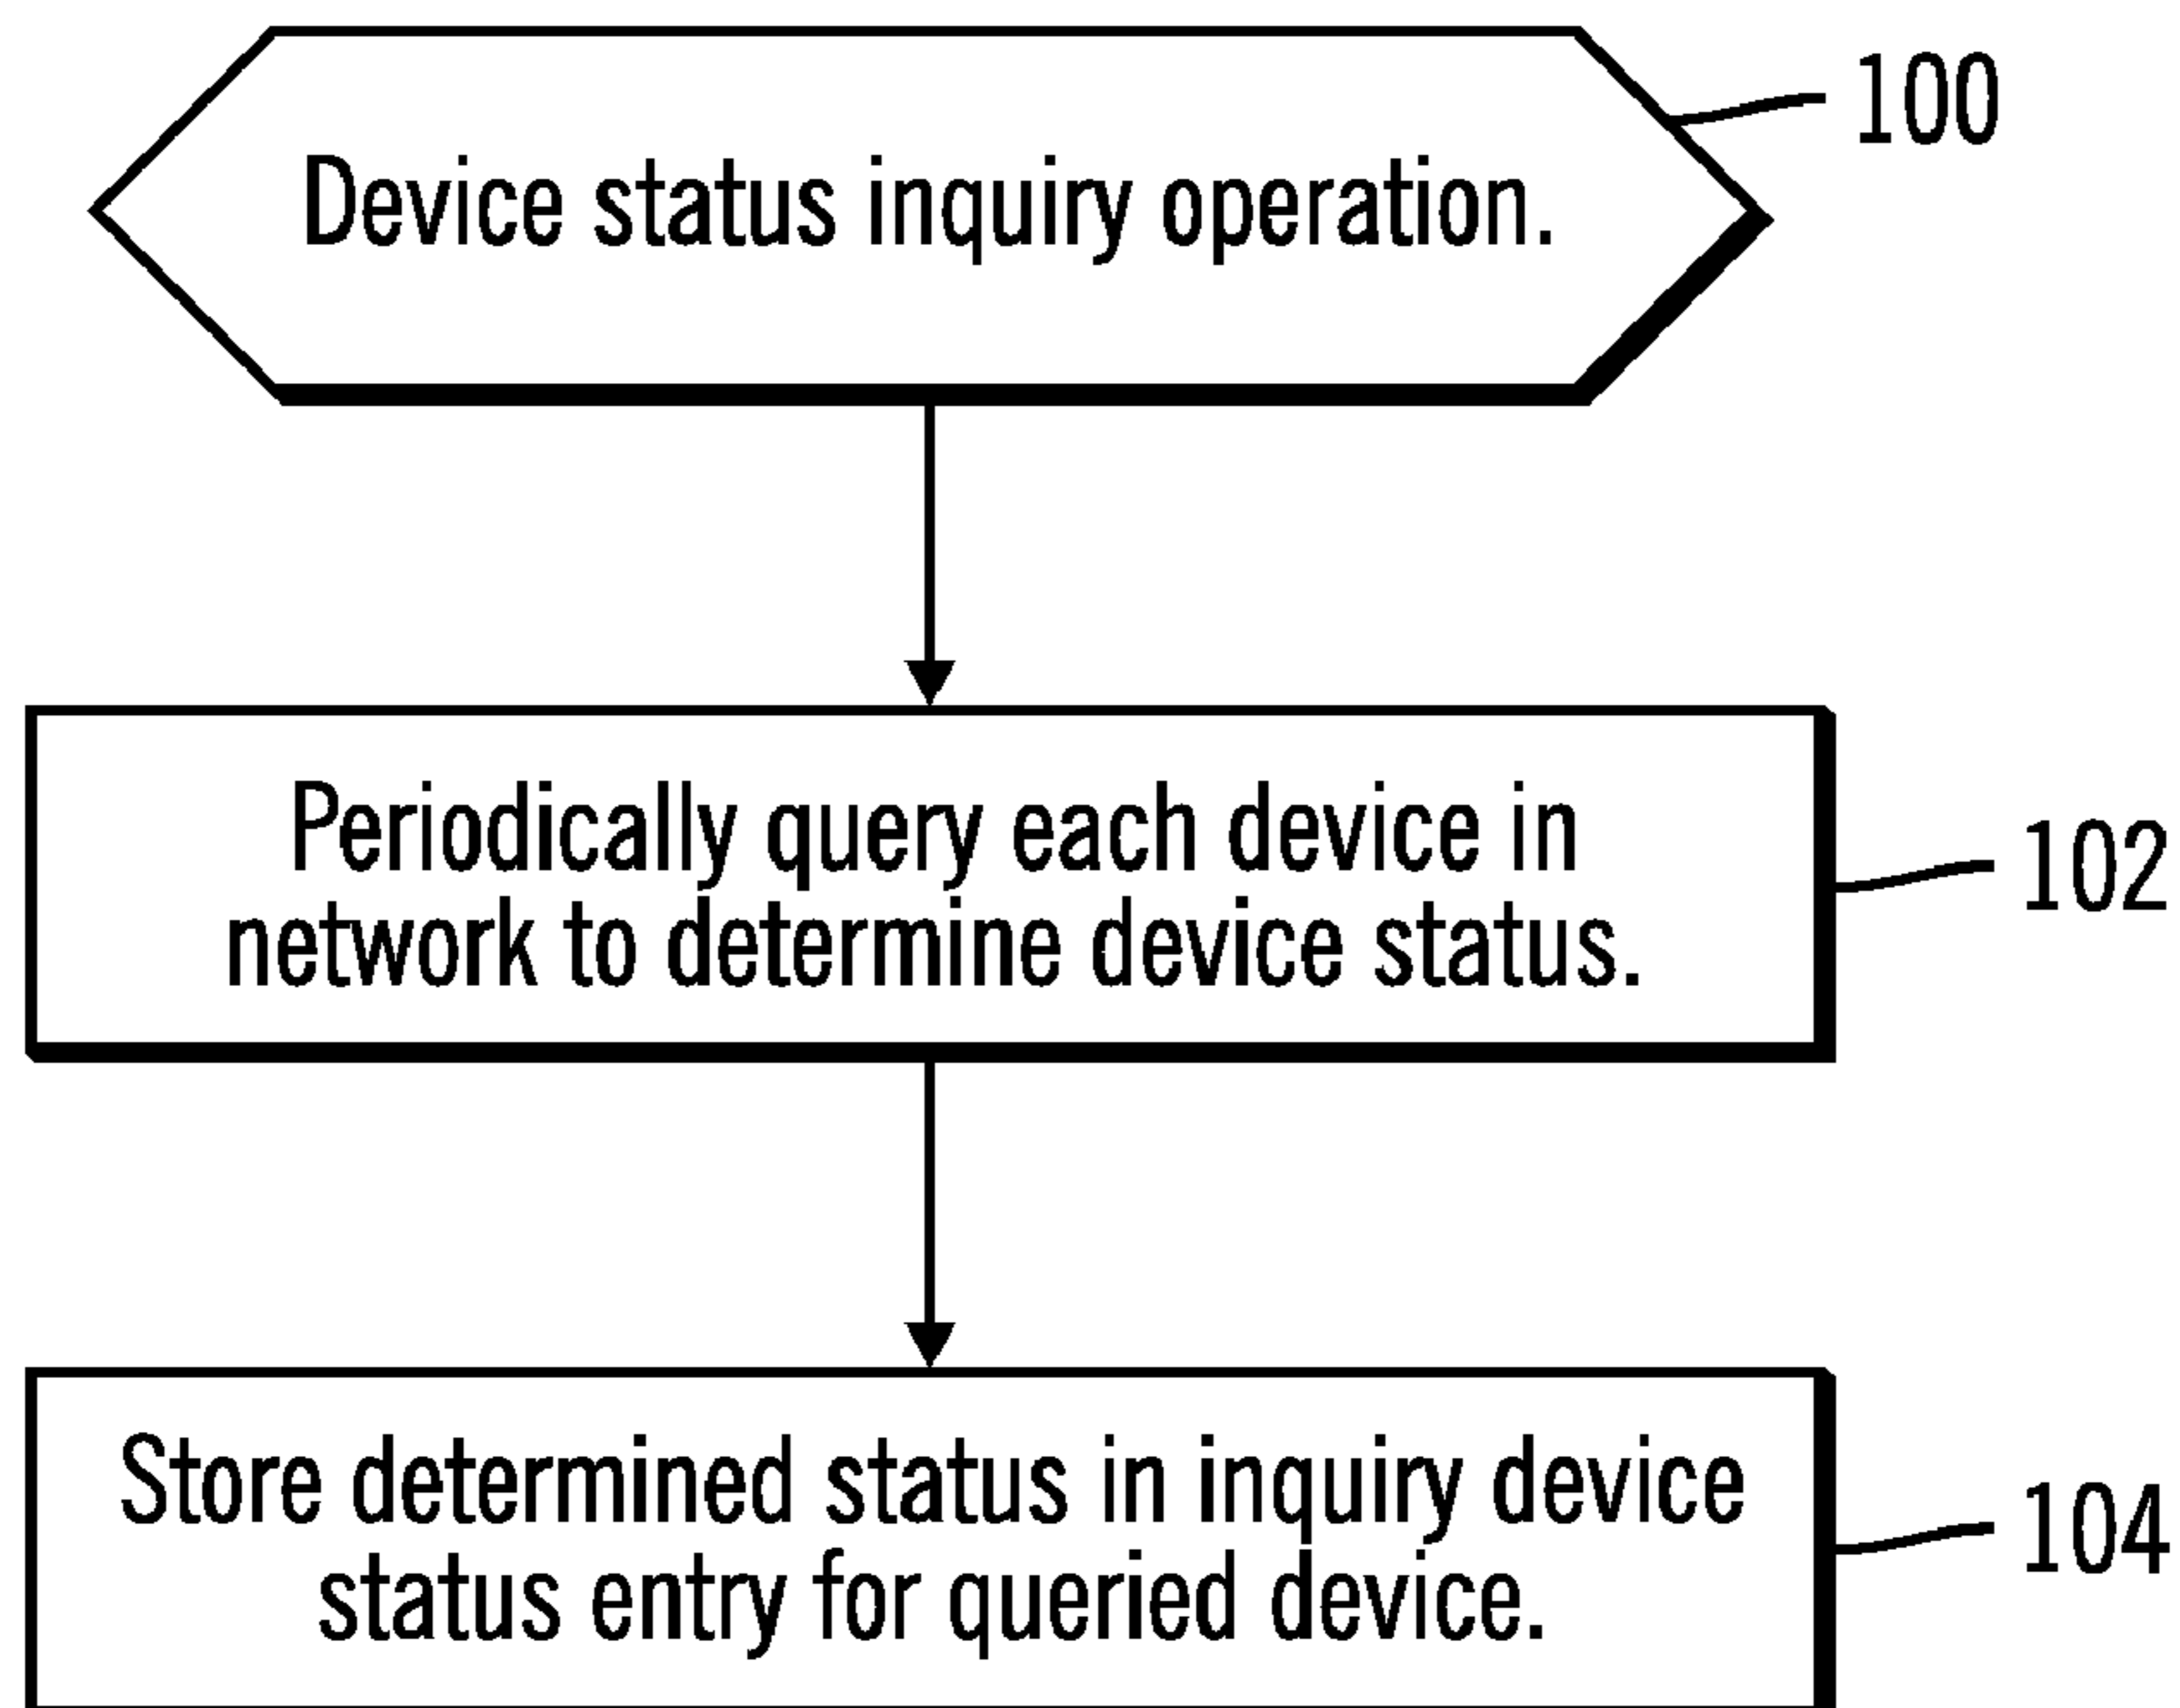 100
Device status inquiry operation.
Periodically query each device in
network to determine device status.
102
Store determined status in inquiry device
status entry for queried device.
104